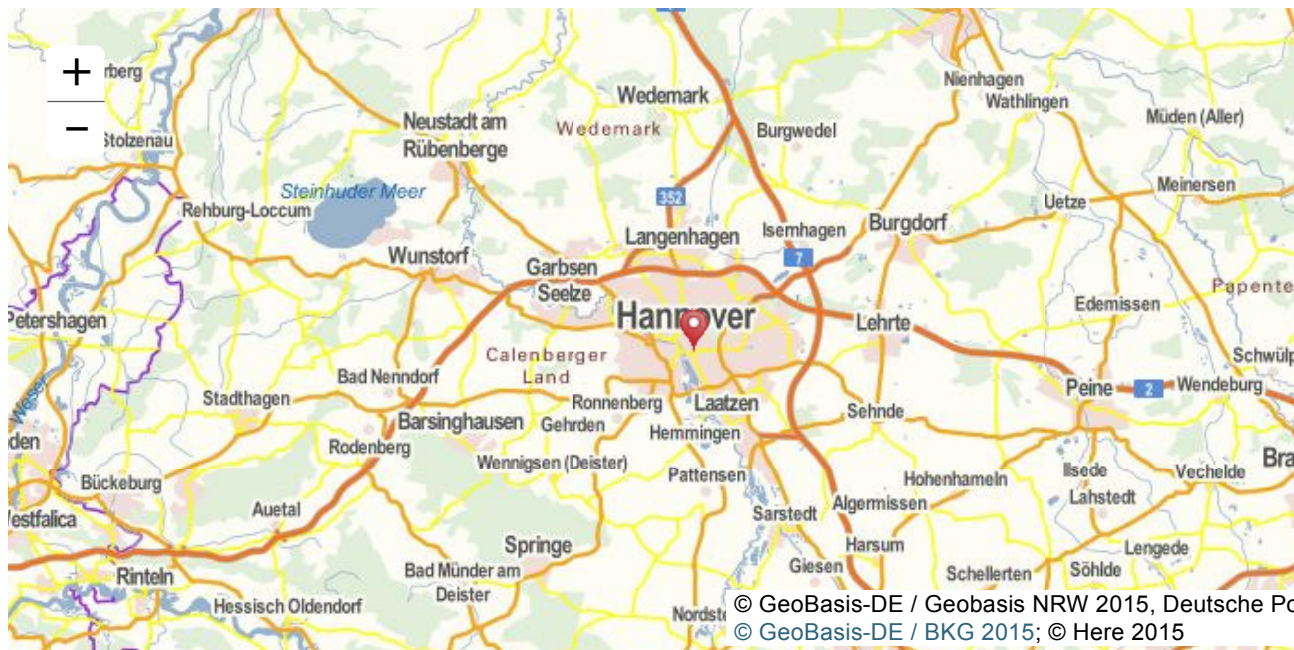 +
−
rberg
Stolzenau
Neustadt am
Rübenberge
Wedemark
Wedemark
Burgwedel
Nienhagen
Wathlingen
Müden (Aller)
Steinhuder Meer
Rehburg-Loccum
352
Meinersen
Uetze
Langenhagen
Isernhagen
Burgdorf
Wunstorf
Garbsen
Seelze
7
Papente
Petershagen
Hannover
Lehrte
Edemissen
Calenberger
Land
Schwülp
Weser
Stadthagen
Bad Nenndorf
Peine
2
Wendeburg
Ronnenberg
Laatzen
Sehnde
Barsinghausen
Gehrden
Hemmingen
den
Rodenberg
Wennigsen (Deister)
Pattensen
Hohenhameln
Ilsede
Vechelde
Bra
Bückeburg
Lahstedt
Algermissen
Auetal
Sarstedt
Westfalica
Springe
Harsum
Lengede
Rinteln
Bad Münder am
Deister
Giesen
Schellerten
Söhlde
Hessisch Oldendorf
Nordste
© GeoBasis-DE / Geobasis NRW 2015, Deutsche Po
© GeoBasis-DE / BKG 2015; © Here 2015